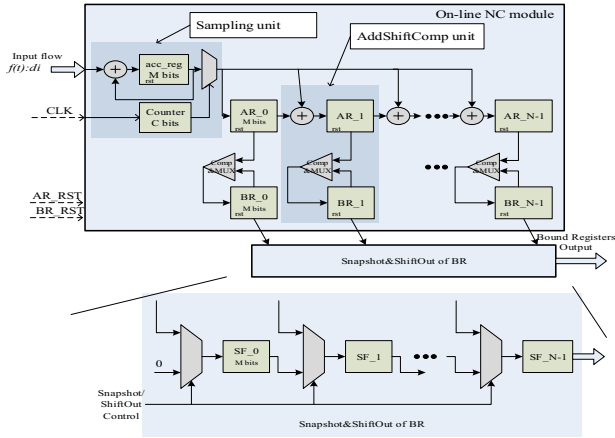 Sampling unit
On-line NC module
AddShiftComp unit
Input flow
f(t):di
acc_reg
M bits
rst
CLK
Counter
C bits
AR_0
M bits
rst
AR_1
rst
AR_N-1
rst
Comp
&MUX
Comp
&MUX
Comp
&MUX
AR_RST
BR_RST
BR_0
M bits
rst
BR_1
rst
BR_N-1
rst
Bound Registers
Output
Snapshot&ShiftOut of BR
0
SF_0
M bits
SF_1
SF_N-1
Snapshot/
ShiftOut
Control
Snapshot&ShiftOut of BR